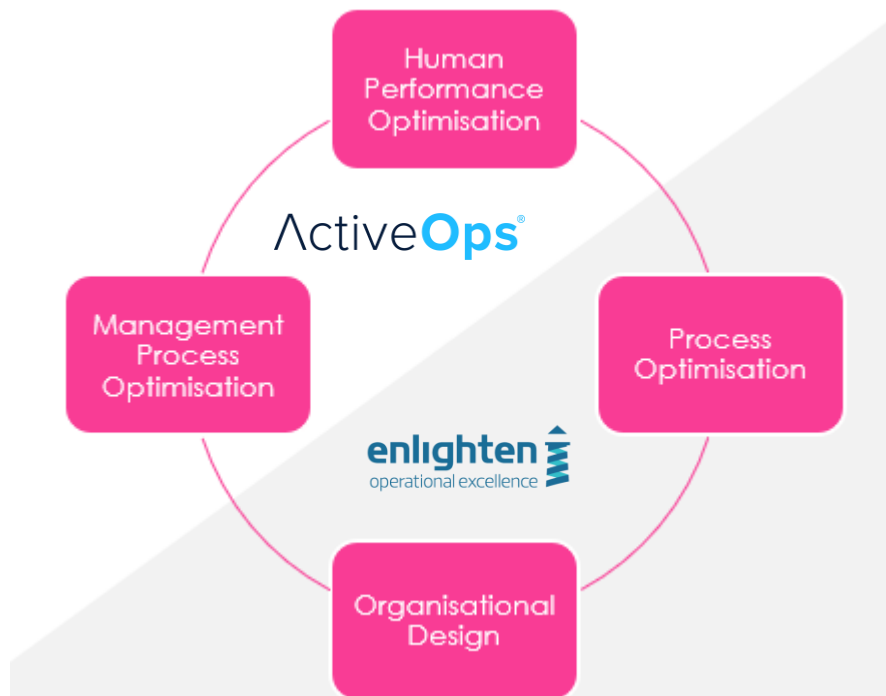 Human
Performance
Optimisation
ActiveOps®
Management
Process
Optimisation
Process
Optimisation
enlighten
operational excellence
Organisational
Design